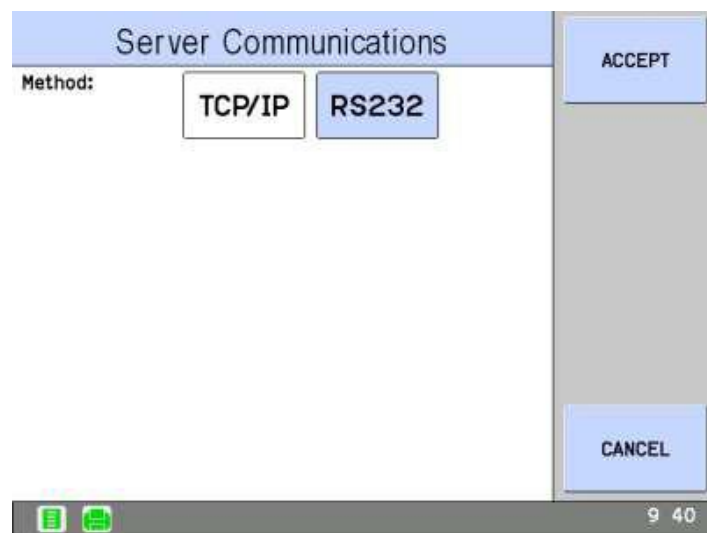 Server Communications
ACCEPT
Method:
TCP/IP
RS232
CANCEL
9 40